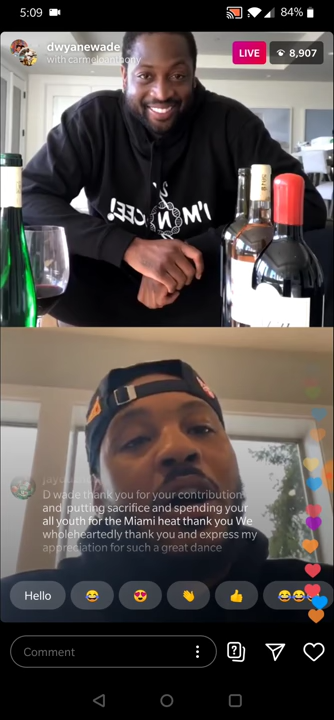 5:09
84%
dwyanewade
with carmeloanthony
LIVE
8,907
I'M
CEE!
D wade thank you for your contribution
and putting sacrifice and spending your
all youth for the Miami heat thank you We
wholeheartedly thank you and express my
appreciation for such a great dance
Hello
Comment